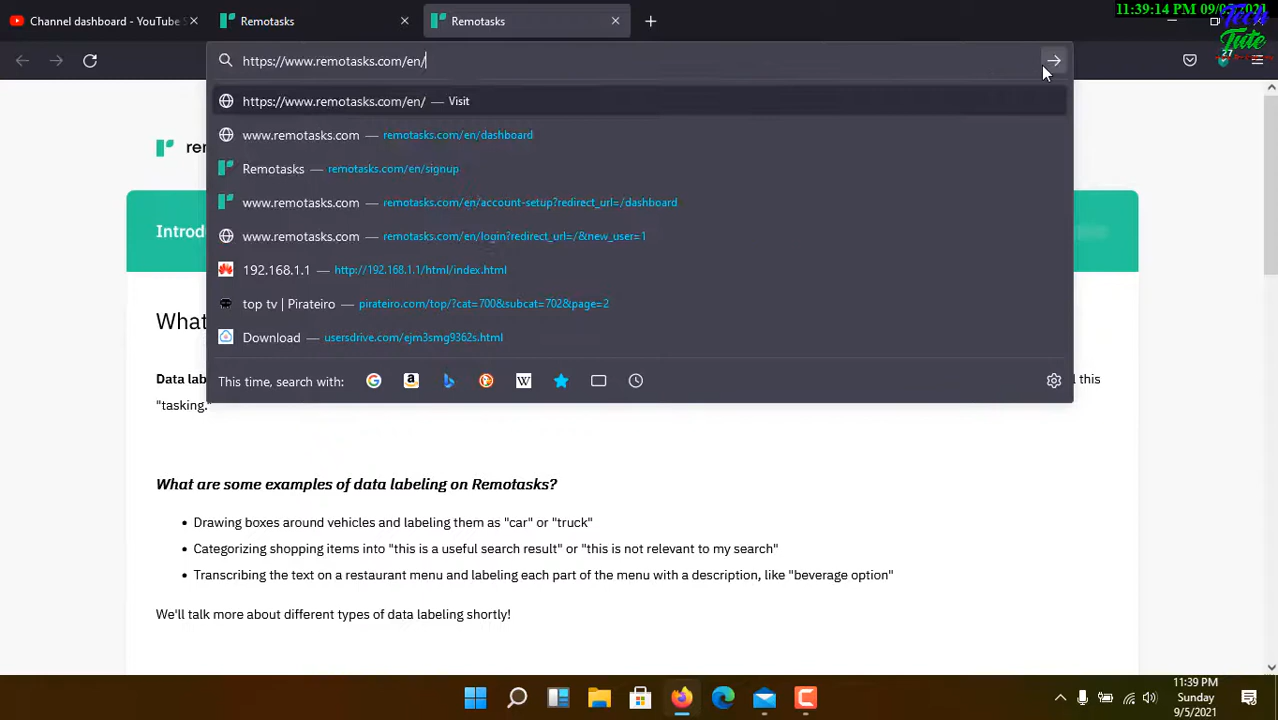 Channel dashboard - YouTube
Remotasks
Remotasks
11:39:14 PM 09/05/2021
Tech
Tute
https://www.remotasks.com/en/
27
https://www.remotasks.com/en/ — Visit
www.remotasks.com — remotasks.com/en/dashboard
Remotasks — remotasks.com/en/signup
www.remotasks.com — remotasks.com/en/account-setup?redirect_url=/dashboard
www.remotasks.com — remotasks.com/en/login?redirect_url=/&new_user=1
192.168.1.1 — http://192.168.1.1/html/index.html
top tv | Pirateiro — pirateiro.com/top/?cat=700&subcat=702&page=2
Download — usersdrive.com/ejm3smg9362s.html
This time, search with:
this
"tasking."
What are some examples of data labeling on Remotasks?
• Drawing boxes around vehicles and labeling them as "car" or "truck"
• Categorizing shopping items into "this is a useful search result" or "this is not relevant to my search"
• Transcribing the text on a restaurant menu and labeling each part of the menu with a description, like "beverage option"
We'll talk more about different types of data labeling shortly!
11:39 PM
Sunday
9/5/2021